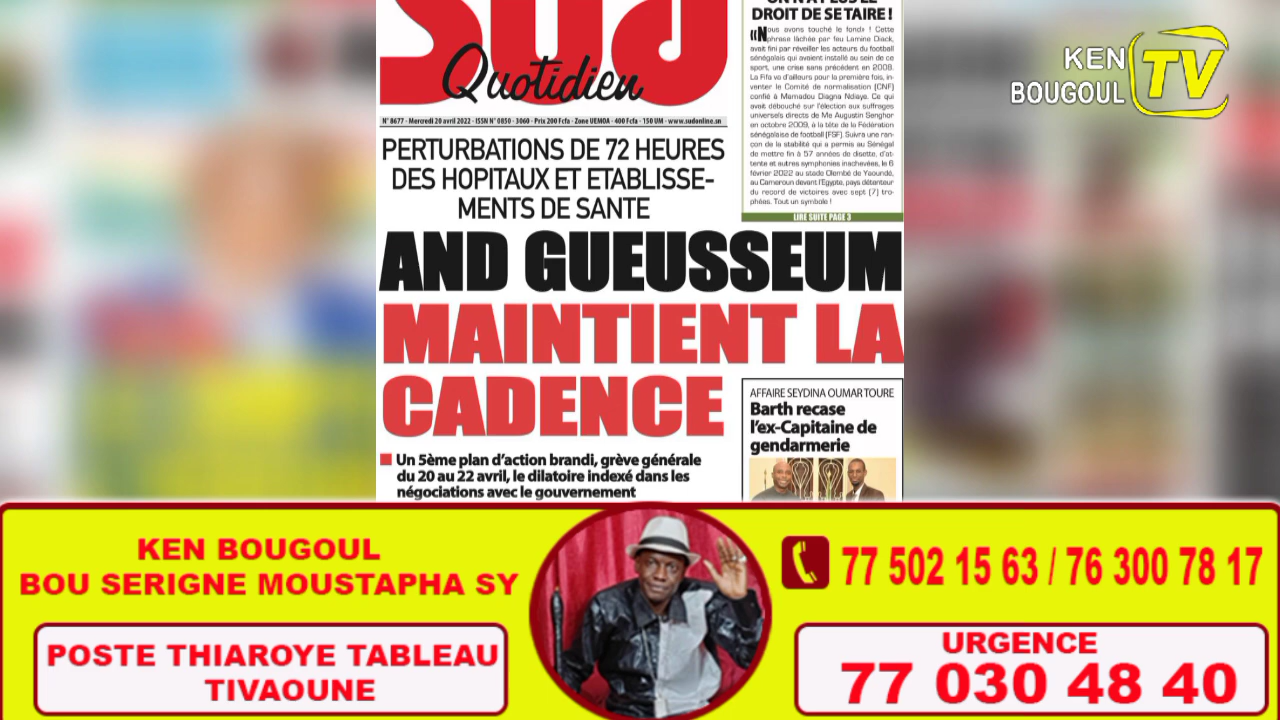 Sud
Quotidien
N° 8677 - Mercredi 20 avril 2022 - ISSN N° 0850 - 3060 - Prix 200 Fcfa - Zone UEMOA - 400 Fcfa - 150 UM - www.sudonline.sn
PERTURBATIONS DE 72 HEURES
DES HOPITAUX ET ETABLISSE-
MENTS DE SANTE
AND GUEUSSEUM
MAINTIENT LA
CADENCE
Un 5ème plan d'action brandi, grève générale
du 20 au 22 avril, le dilatoire indexé dans les
négociations avec le gouvernement
ON N'A PLUS LE
DROIT DE SE TAIRE !
«Nous avons touché le fond» ! Cette
phrase lâchée par feu Lamine Diack,
avait fini par réveiller les acteurs du football
sénégalais qui avaient installé au sein de ce
sport, une crise sans précédent en 2008.
La Fifa va d'ailleurs pour la première fois, in-
venter le Comité de normalisation (CNF)
confié à Mamadou Diagna Ndiaye. Ce qui
avait débouché sur l'élection aux suffrages
universels directs de Me Augustin Senghor
en octobre 2009, à la tête de la Fédération
sénégalaise de football (FSF). Suivra une ran-
çon de la stabilité qui a permis au Sénégal
de mettre fin à 57 années de disette, d'at-
tente et autres symphonies inachevées, le 6
février 2022 au stade Olembé de Yaoundé,
au Cameroun devant l'Egypte, pays détenteur
du record de victoires avec sept (7) tro-
phées. Tout un symbole !
LIRE SUITE PAGE 3
AFFAIRE SEYDINA OUMAR TOURE
Barth recase
l'ex-Capitaine de
gendarmerie
KEN
BOUGOUL
TV
KEN BOUGOUL
BOU SERIGNE MOUSTAPHA SY
POSTE THIAROYE TABLEAU
TIVAOUNE
77 502 15 63 / 76 300 78 17
URGENCE
77 030 48 40